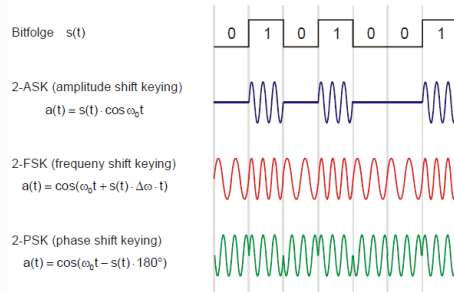 Bitfolge s(t) 0 1 0 1 0 0 1
2-ASK (amplitude shift keying)
a(t) = s(t) · cos ω₀t
2-FSK (frequeny shift keying)
a(t) = cos(ω₀t + s(t) · Δω · t)
2-PSK (phase shift keying)
a(t) = cos(ω₀t – s(t) · 180°)